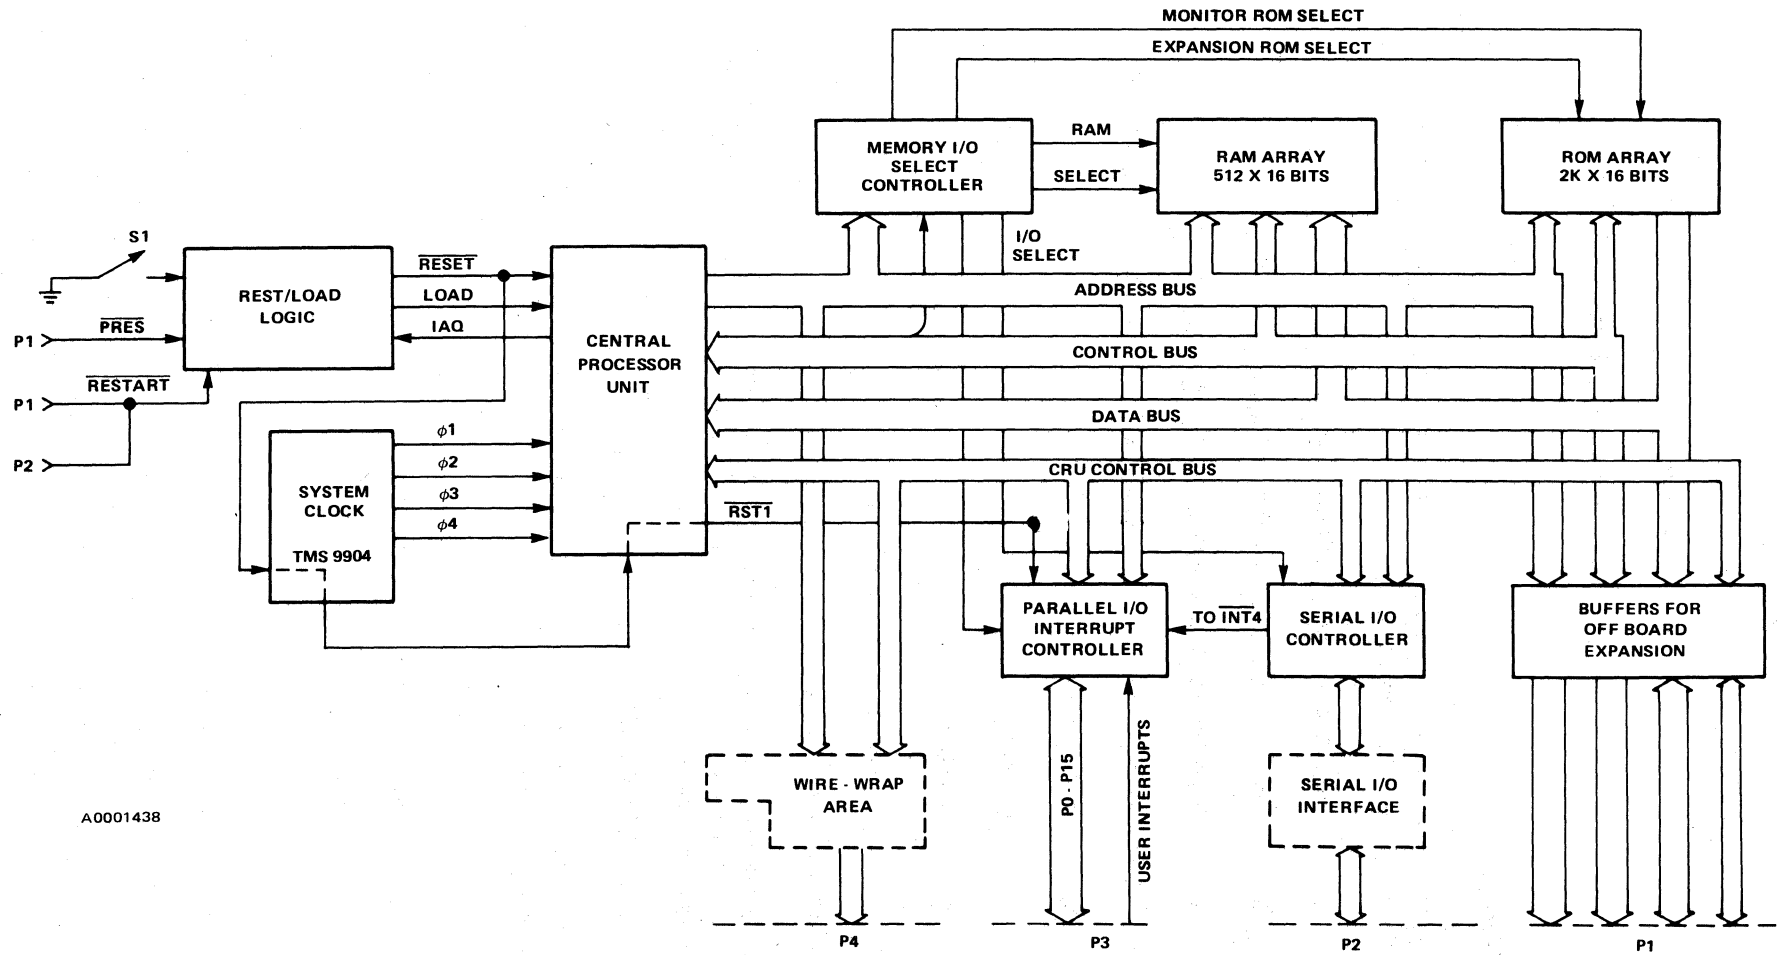 MONITOR ROM SELECT
EXPANSION ROM SELECT
MEMORY I/O
SELECT
CONTROLLER
RAM
SELECT
RAM ARRAY
512 X 16 BITS
ROM ARRAY
2K X 16 BITS
I/O
SELECT
S1
REST/LOAD
LOGIC
RESET
LOAD
IAQ
P1
PRES
P1
RESTART
P2
CENTRAL
PROCESSOR
UNIT
ADDRESS BUS
CONTROL BUS
DATA BUS
CRU CONTROL BUS
SYSTEM
CLOCK
TMS 9904
ϕ1
ϕ2
ϕ3
ϕ4
RST1
PARALLEL I/O
INTERRUPT
CONTROLLER
TO INT4
SERIAL I/O
CONTROLLER
BUFFERS FOR
OFF BOARD
EXPANSION
WIRE - WRAP
AREA
P0 - P15
USER INTERRUPTS
SERIAL I/O
INTERFACE
A0001438
P4
P3
P2
P1